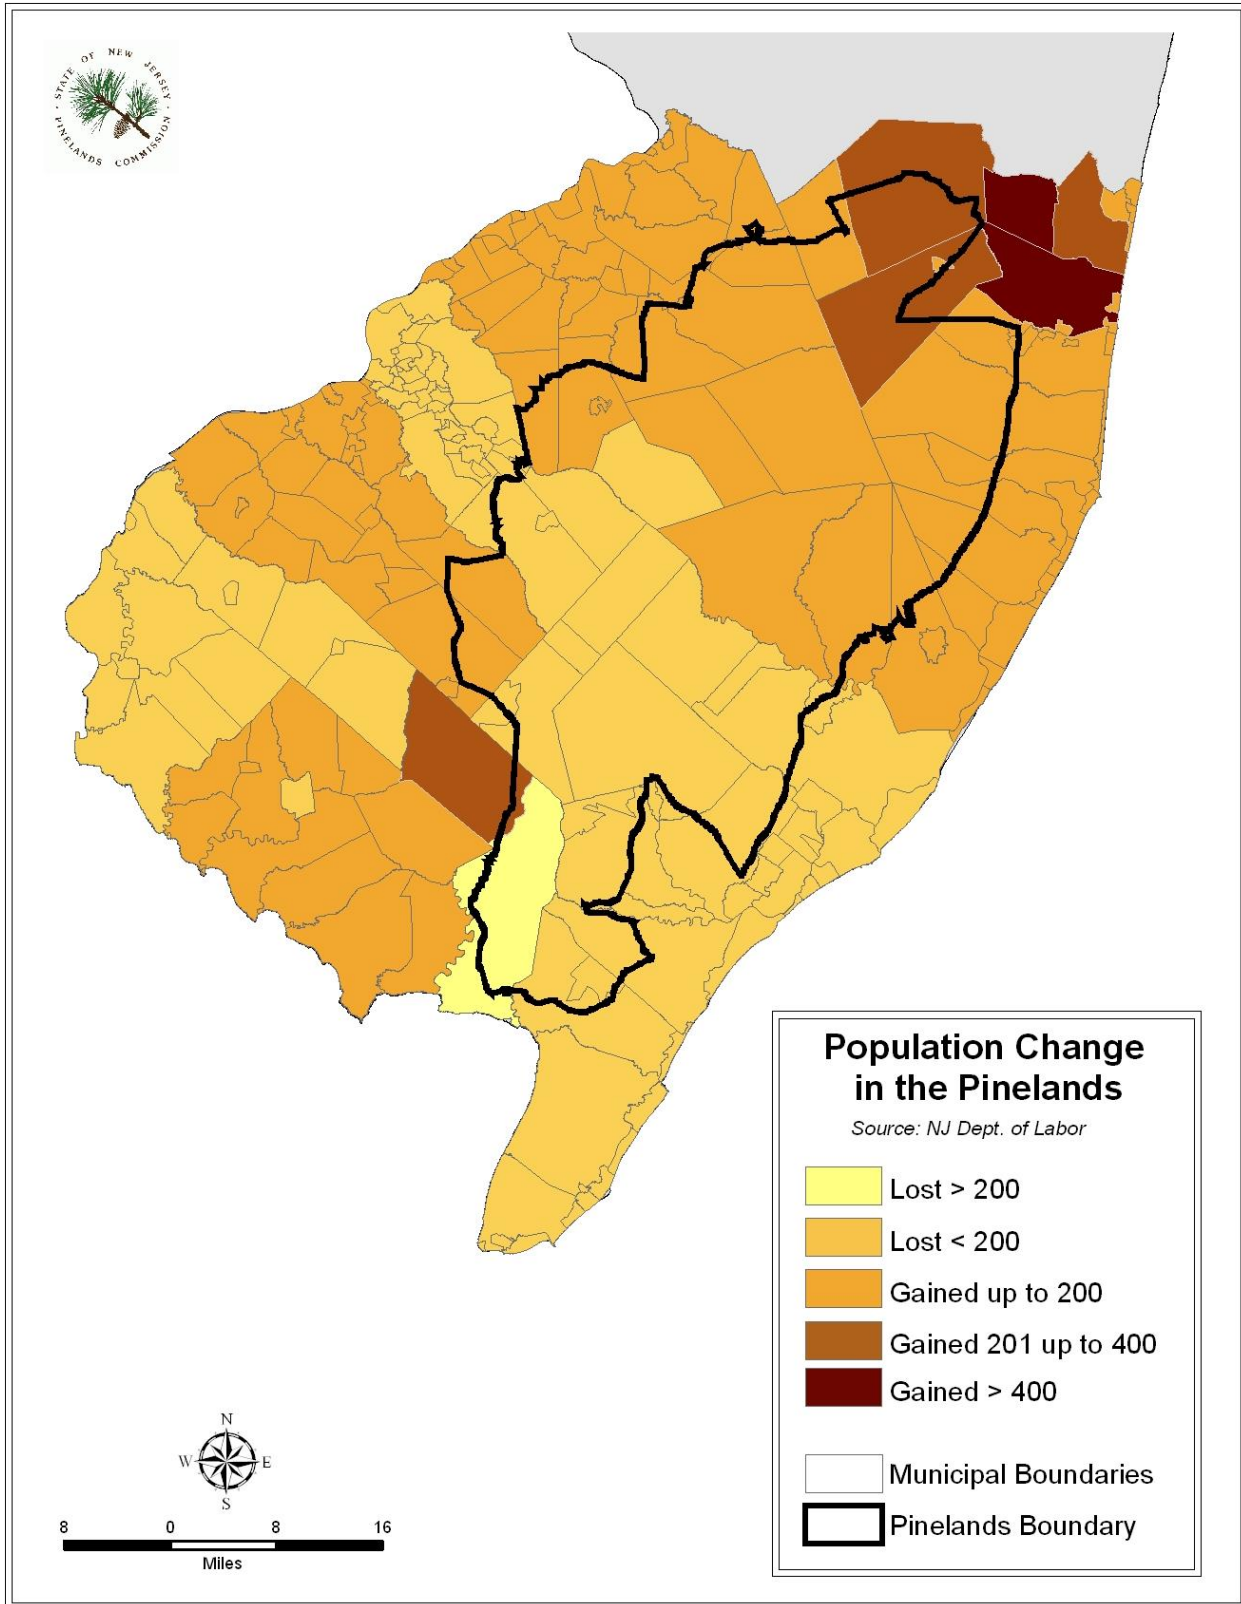 STATE OF NEW JERSEY
PINELANDS COMMISSION
Population Change
in the Pinelands
Source: NJ Dept. of Labor
Lost > 200
Lost < 200
Gained up to 200
Gained 201 up to 400
Gained > 400
Municipal Boundaries
Pinelands Boundary
N
W E
S
8 0 8 16
Miles